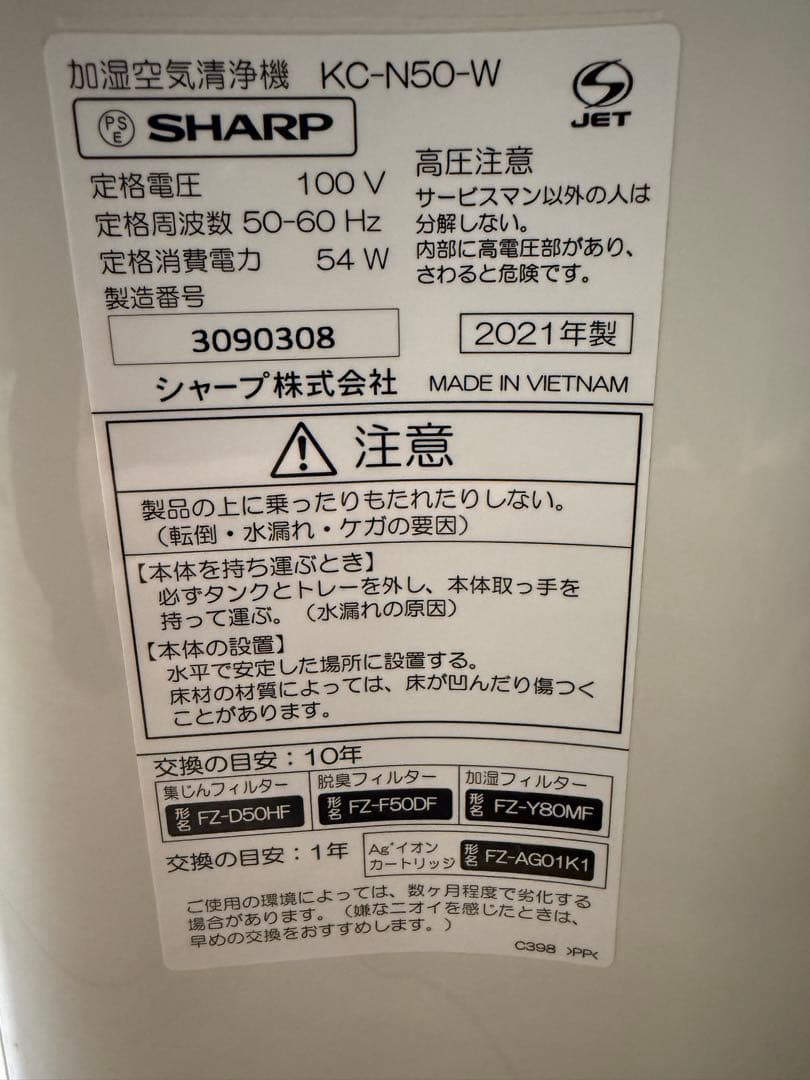 加湿空気清浄機 KC-N50-W
PS E SHARP
JET
定格電圧 100 V
定格周波数 50-60 Hz
定格消費電力 54 W
製造番号
3090308
高圧注意
サービスマン以外の人は
分解しない。
内部に高電圧部があり、
さわると危険です。
2021年製
シャープ株式会社 MADE IN VIETNAM
注意
製品の上に乗ったりもたれたりしない。
（転倒・水漏れ・ケガの要因）
【本体を持ち運ぶとき】
必ずタンクとトレーを外し、本体取っ手を
持って運ぶ。（水漏れの原因）
【本体の設置】
水平で安定した場所に設置する。
床材の材質によっては、床が凹んだり傷つく
ことがあります。
交換の目安：10年
集じんフィルター
形名 FZ-D50HF
脱臭フィルター
形名 FZ-F50DF
加湿フィルター
形名 FZ-Y80MF
交換の目安：1年
Ag⁺イオン
カートリッジ
形名 FZ-AG01K1
ご使用の環境によっては、数ヶ月程度で劣化する
場合があります。（嫌なニオイを感じたときは、
早めの交換をおすすめします。）
C398 >PP<